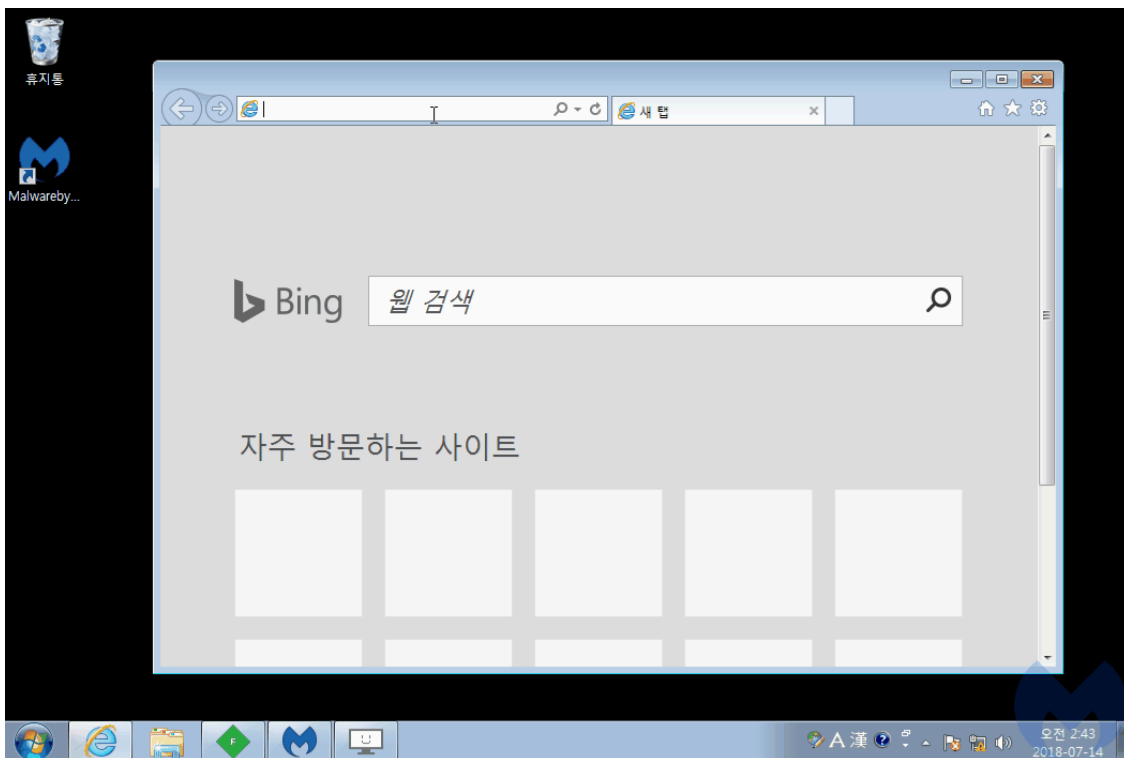 휴지통
Malwareby...
새 탭
Bing
웹 검색
자주 방문하는 사이트
F
A 漢
오전 2:43
2018-07-14